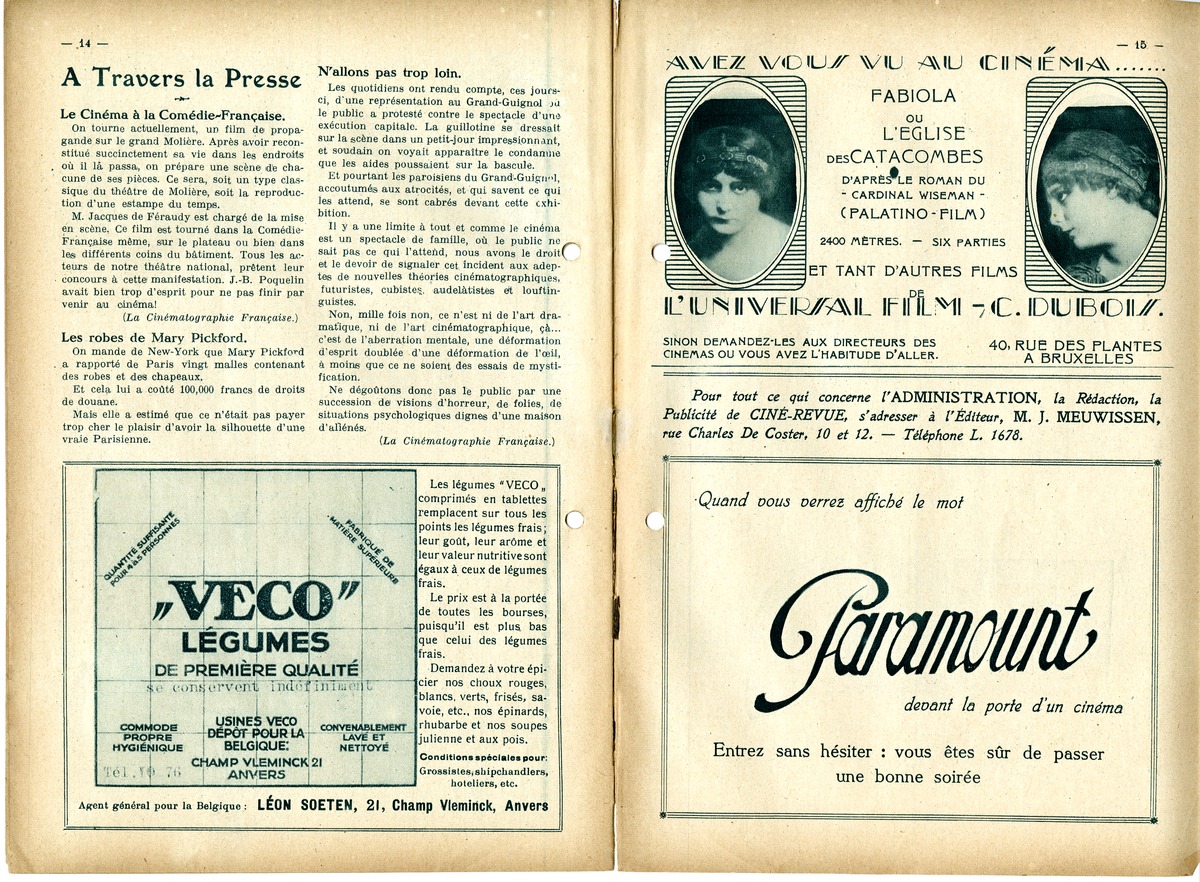 — 14 —
A Travers la Presse
Le Cinéma à la Comédie-Française.
On tourne actuellement, un film de propa-
gande sur le grand Molière. Après avoir recon-
stitué succinctement sa vie dans les endroits
où il la passa, on prépare une scène de cha-
cune de ses pièces. Ce sera, soit un type clas-
sique du théâtre de Molière, soit la reproduc-
tion d'une estampe du temps.
M. Jacques de Féraudy est chargé de la mise
en scène. Ce film est tourné dans la Comédie-
Française même, sur le plateau ou bien dans
les différents coins du bâtiment. Tous les ac-
teurs de notre théâtre national, prêtent leur
concours à cette manifestation. J.-B. Poquelin
avait bien trop d'esprit pour ne pas finir par
venir au cinéma!
(La Cinématographie Française.)
Les robes de Mary Pickford.
On mande de New-York que Mary Pickford
a rapporté de Paris vingt malles contenant
des robes et des chapeaux.
Et cela lui a coûté 100,000 francs de droits
de douane.
Mais elle a estimé que ce n'était pas payer
trop cher le plaisir d'avoir la silhouette d'une
vraie Parisienne.
N'allons pas trop loin.
Les quotidiens ont rendu compte, ces jours-
ci, d'une représentation au Grand-Guignol où
le public a protesté contre le spectacle d'une
exécution capitale. La guillotine se dressait
sur la scène dans un petit-jour impressionnant,
et soudain on voyait apparaître le condamne
que les aides poussaient sur la bascule.
Et pourtant les paroisiens du Grand-Guignol,
accoutumés aux atrocités, et qui savent ce qui
les attend, se sont cabrés devant cette exhi-
bition.
Il y a une limite à tout et comme le cinéma
est un spectacle de famille, où le public ne
sait pas ce qui l'attend, nous avons le droit
et le devoir de signaler cet incident aux adep-
tes de nouvelles théories cinématographiques,
futuristes, cubistes, audelàtistes et louftin-
guistes.
Non, mille fois non, ce n'est ni de l'art dra-
matique, ni de l'art cinématographique, çà...
c'est de l'aberration mentale, une déformation
d'esprit doublée d'une déformation de l'œil,
à moins que ce ne soient des essais de mysti-
fication.
Ne dégoûtons donc pas le public par une
succession de visions d'horreur, de folies, de
situations psychologiques dignes d'une maison
d'aliénés.
(La Cinématographie Française.)
QUANTITÉ SUFFISANTE
POUR 4 à 5 PERSONNES
FABRIQUÉ DE
MATIÈRE SUPÉRIEURE
„VECO”
LÉGUMES
DE PREMIÈRE QUALITÉ
se conservent indéfiniment
COMMODE
PROPRE
HYGIÉNIQUE
USINES VECO
DÉPÔT POUR LA
BELGIQUE:
CHAMP VLEMINCK 21
ANVERS
CONVENABLEMENT
LAVÉ ET
NETTOYÉ
Tél. 76
Les légumes "VECO„
comprimés en tablettes
remplacent sur tous les
points les légumes frais;
leur goût, leur arôme et
leur valeur nutritive sont
égaux à ceux de légumes
frais.
Le prix est à la portée
de toutes les bourses,
puisqu'il est plus bas
que celui des légumes
frais.
Demandez à votre épi-
cier nos choux rouges,
blancs, verts, frisés, sa-
voie, etc., nos épinards,
rhubarbe et nos soupes
julienne et aux pois.
Conditions spéciales pour:
Grossistes, shipchandlers,
hoteliers, etc.
Agent général pour la Belgique : LÉON SOETEN, 21, Champ Vleminck, Anvers
— 15 —
AVEZ VOUS VU AU CINÉMA.......
FABIOLA
OU
L'EGLISE
DES CATACOMBES
D'APRÈS LE ROMAN DU
- CARDINAL WISEMAN -
(PALATINO-FILM)
2400 MÈTRES. — SIX PARTIES
ET TANT D'AUTRES FILMS
DE
L'UNIVERSAL FILM - C. DUBOIS.
SINON DEMANDEZ-LES AUX DIRECTEURS DES
CINEMAS OU VOUS AVEZ L'HABITUDE D'ALLER.
40, RUE DES PLANTES
A BRUXELLES
Pour tout ce qui concerne l'ADMINISTRATION, la Rédaction, la
Publicité de CINÉ-REVUE, s'adresser à l'Éditeur, M. J. MEUWISSEN,
rue Charles De Coster, 10 et 12. — Téléphone L. 1678.
Quand vous verrez affiché le mot
Paramount
devant la porte d'un cinéma
Entrez sans hésiter : vous êtes sûr de passer
une bonne soirée